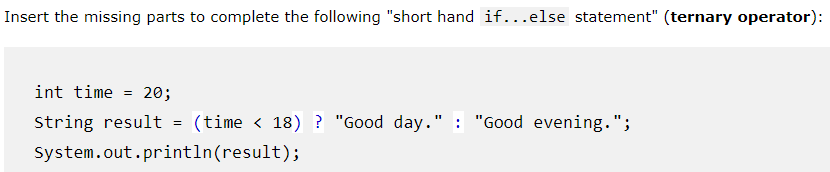 Insert the missing parts to complete the following "short hand if...else statement" (ternary operator):
int time = 20;
String result = (time < 18) ? "Good day." : "Good evening.";
System.out.println(result);